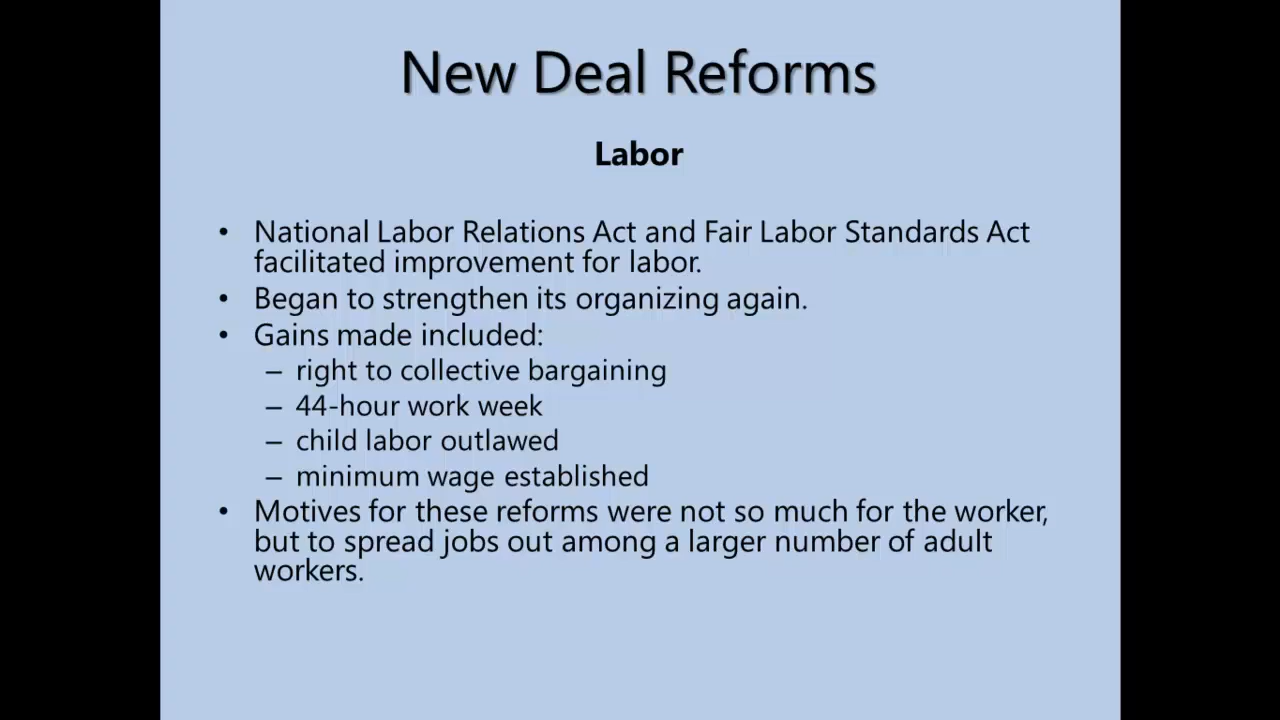 New Deal Reforms
Labor
• National Labor Relations Act and Fair Labor Standards Act
facilitated improvement for labor.
• Began to strengthen its organizing again.
• Gains made included:
– right to collective bargaining
– 44-hour work week
– child labor outlawed
– minimum wage established
• Motives for these reforms were not so much for the worker,
but to spread jobs out among a larger number of adult
workers.